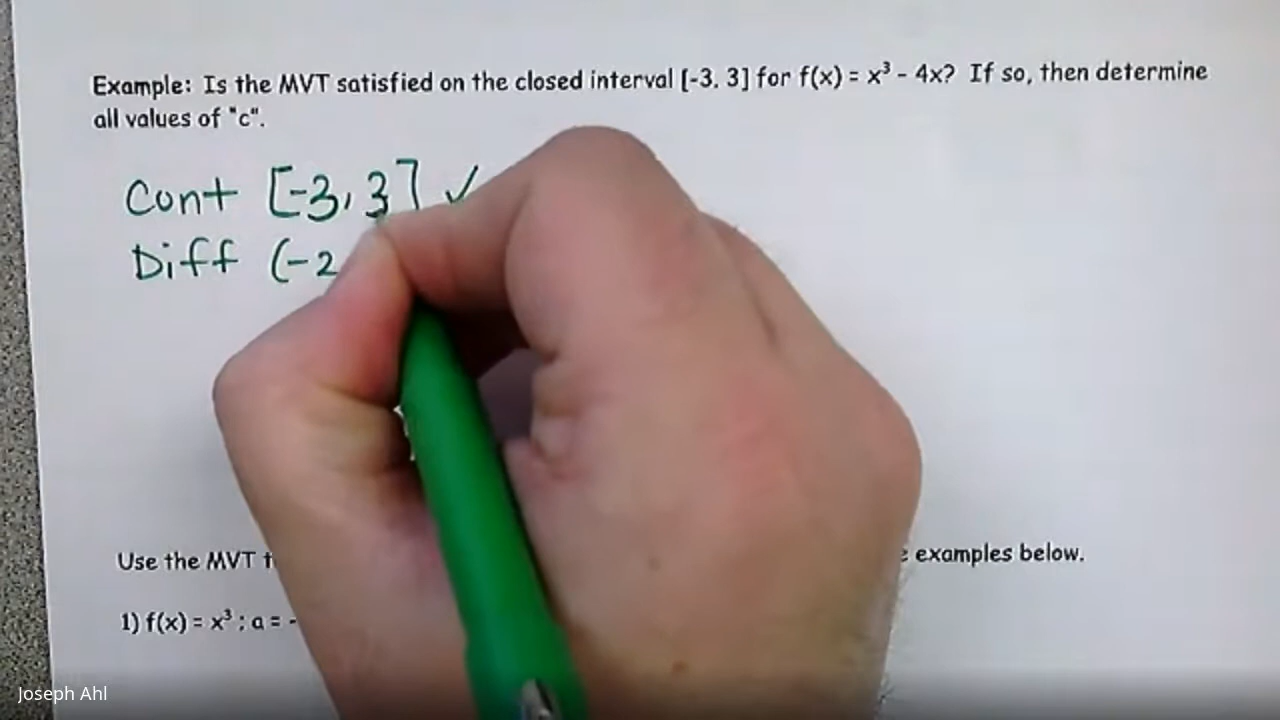 Example: Is the MVT satisfied on the closed interval [-3. 3] for f(x) = x³ - 4x? If so, then determine
all values of "c".
Cont [-3, 3] ✓
Diff (-2
Use the MVT
examples below.
1) f(x) = x³ ; a = -
Joseph Ahl